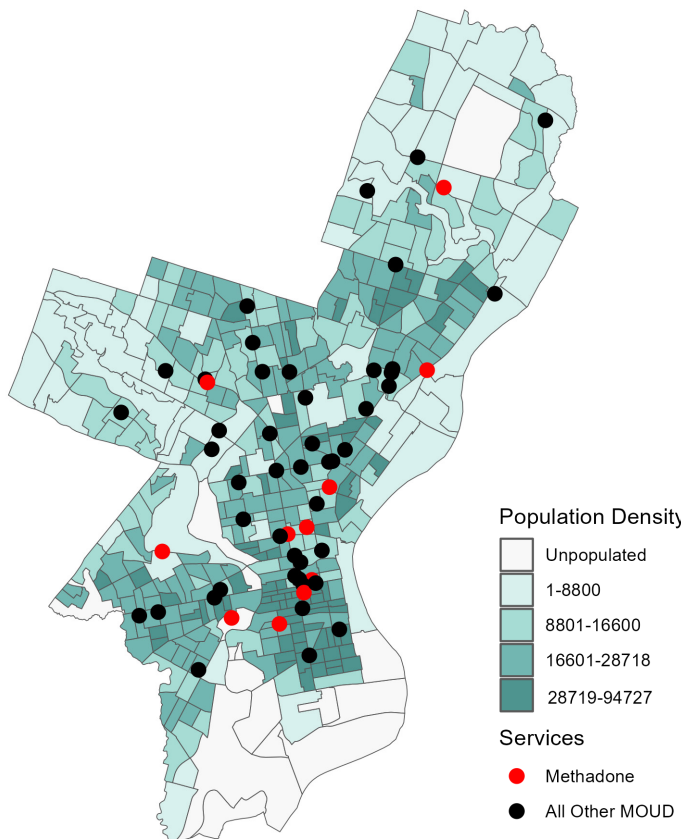 Population Density
Unpopulated
1-8800
8801-16600
16601-28718
28719-94727
Services
Methadone
All Other MOUD